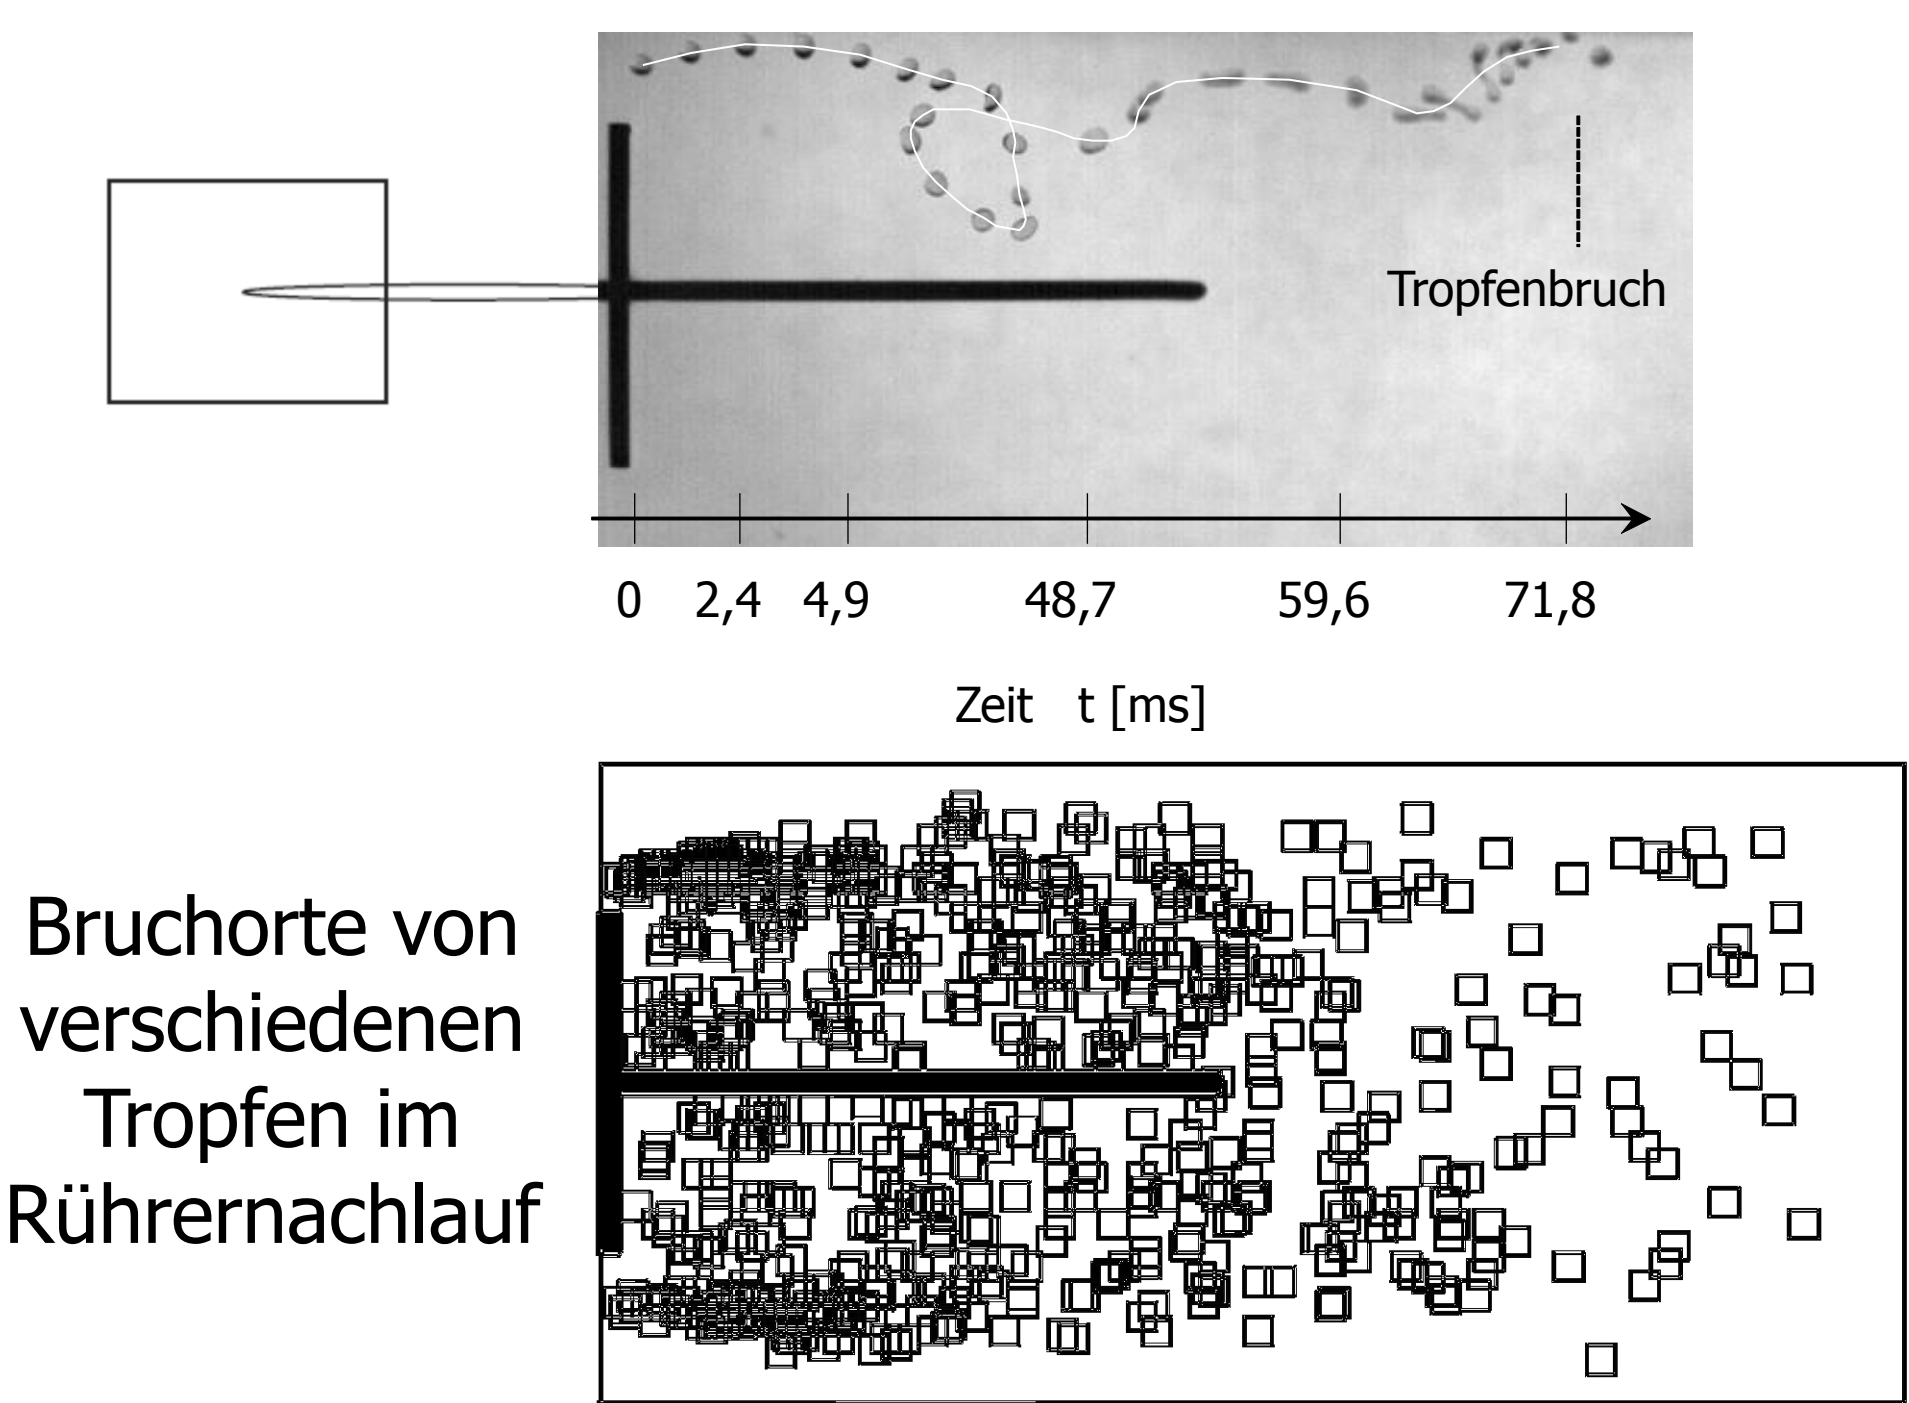 Tropfenbruch
0 2,4 4,9 48,7 59,6 71,8
Zeit t [ms]
Bruchorte von
verschiedenen
Tropfen im
Rührernachlauf